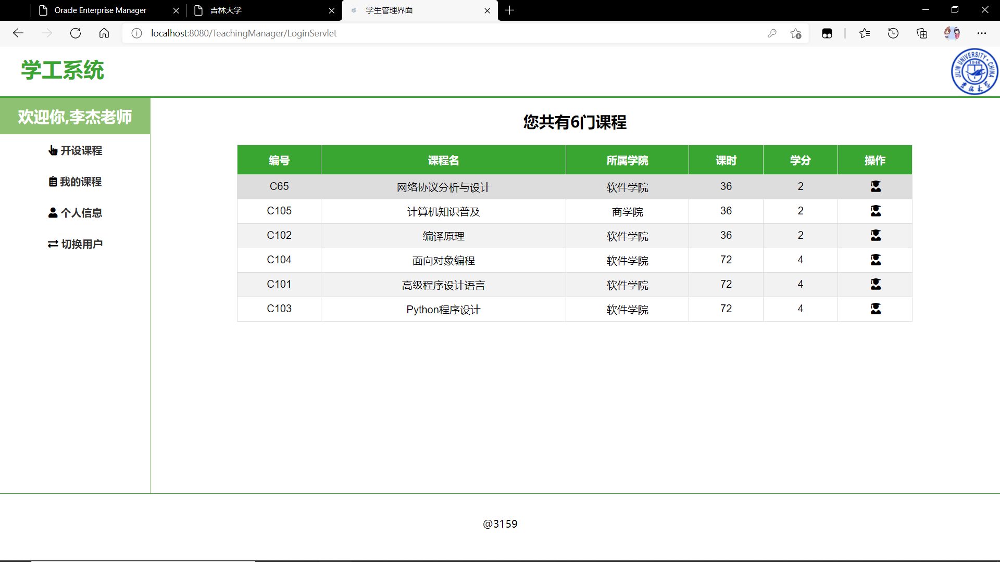 Oracle Enterprise Manager 吉林大学 学生管理界面
localhost:8080/TeachingManager/LoginServlet
学工系统
JILIN UNIVERSITY · CHINA
1946
吉林大学
欢迎你,李杰老师
开设课程
我的课程
个人信息
切换用户
您共有6门课程
编号 课程名 所属学院 课时 学分 操作
C65 网络协议分析与设计 软件学院 36 2
C105 计算机知识普及 商学院 36 2
C102 编译原理 软件学院 36 2
C104 面向对象编程 软件学院 72 4
C101 高级程序设计语言 软件学院 72 4
C103 Python程序设计 软件学院 72 4
@3159